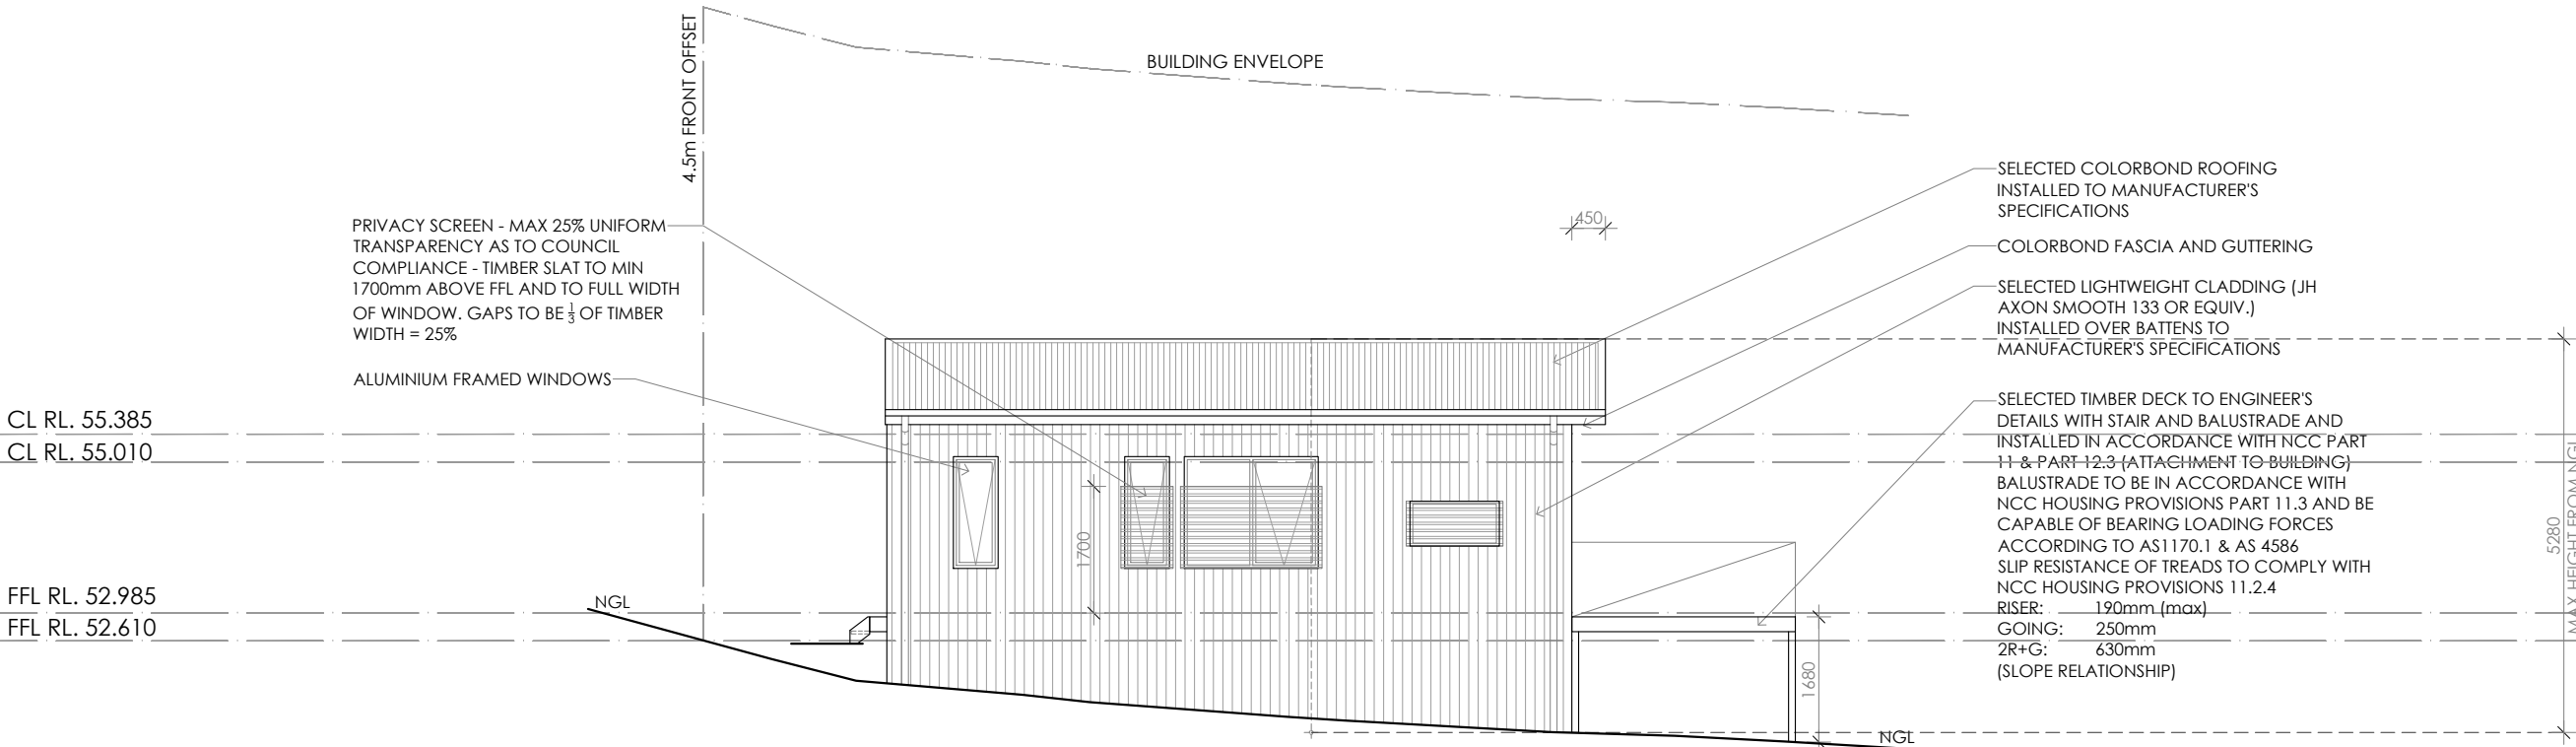 4.5m FRONT OFFSET
BUILDING ENVELOPE
PRIVACY SCREEN - MAX 25% UNIFORM
TRANSPARENCY AS TO COUNCIL
COMPLIANCE - TIMBER SLAT TO MIN
1700mm ABOVE FFL AND TO FULL WIDTH
OF WINDOW. GAPS TO BE 1/3 OF TIMBER
WIDTH = 25%
ALUMINIUM FRAMED WINDOWS
CL RL. 55.385
CL RL. 55.010
FFL RL. 52.985
FFL RL. 52.610
NGL
1700
450
1680
NGL
SELECTED COLORBOND ROOFING
INSTALLED TO MANUFACTURER'S
SPECIFICATIONS
COLORBOND FASCIA AND GUTTERING
SELECTED LIGHTWEIGHT CLADDING (JH
AXON SMOOTH 133 OR EQUIV.)
INSTALLED OVER BATTENS TO
MANUFACTURER'S SPECIFICATIONS
SELECTED TIMBER DECK TO ENGINEER'S
DETAILS WITH STAIR AND BALUSTRADE AND
INSTALLED IN ACCORDANCE WITH NCC PART
11 & PART 12.3 (ATTACHMENT TO BUILDING)
BALUSTRADE TO BE IN ACCORDANCE WITH
NCC HOUSING PROVISIONS PART 11.3 AND BE
CAPABLE OF BEARING LOADING FORCES
ACCORDING TO AS1170.1 & AS 4586
SLIP RESISTANCE OF TREADS TO COMPLY WITH
NCC HOUSING PROVISIONS 11.2.4
RISER: 190mm (max)
GOING: 250mm
2R+G: 630mm
(SLOPE RELATIONSHIP)
5280
MAX HEIGHT FROM NGL